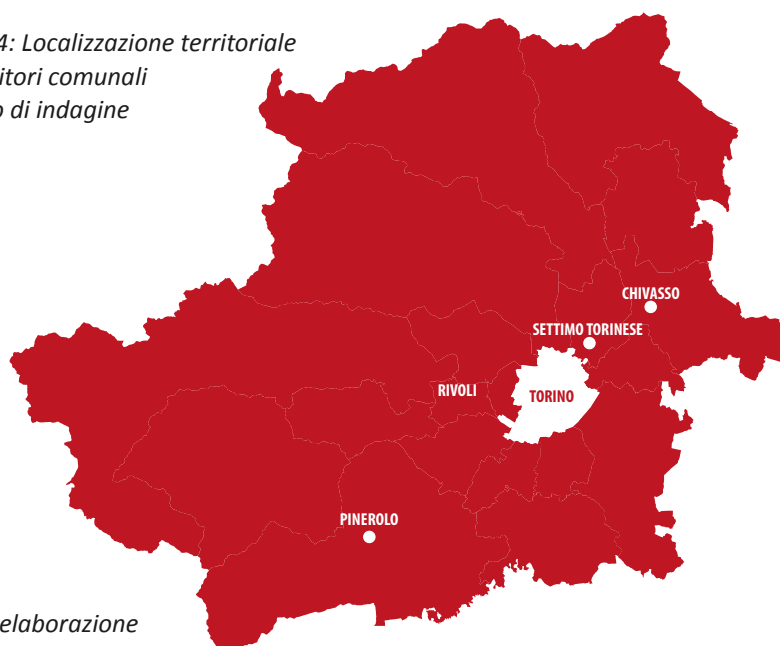 4: Localizzazione territoriale
itori comunali
o di indagine
CHIVASSO
SETTIMO TORINESE
RIVOLI
TORINO
PINEROLO
elaborazione